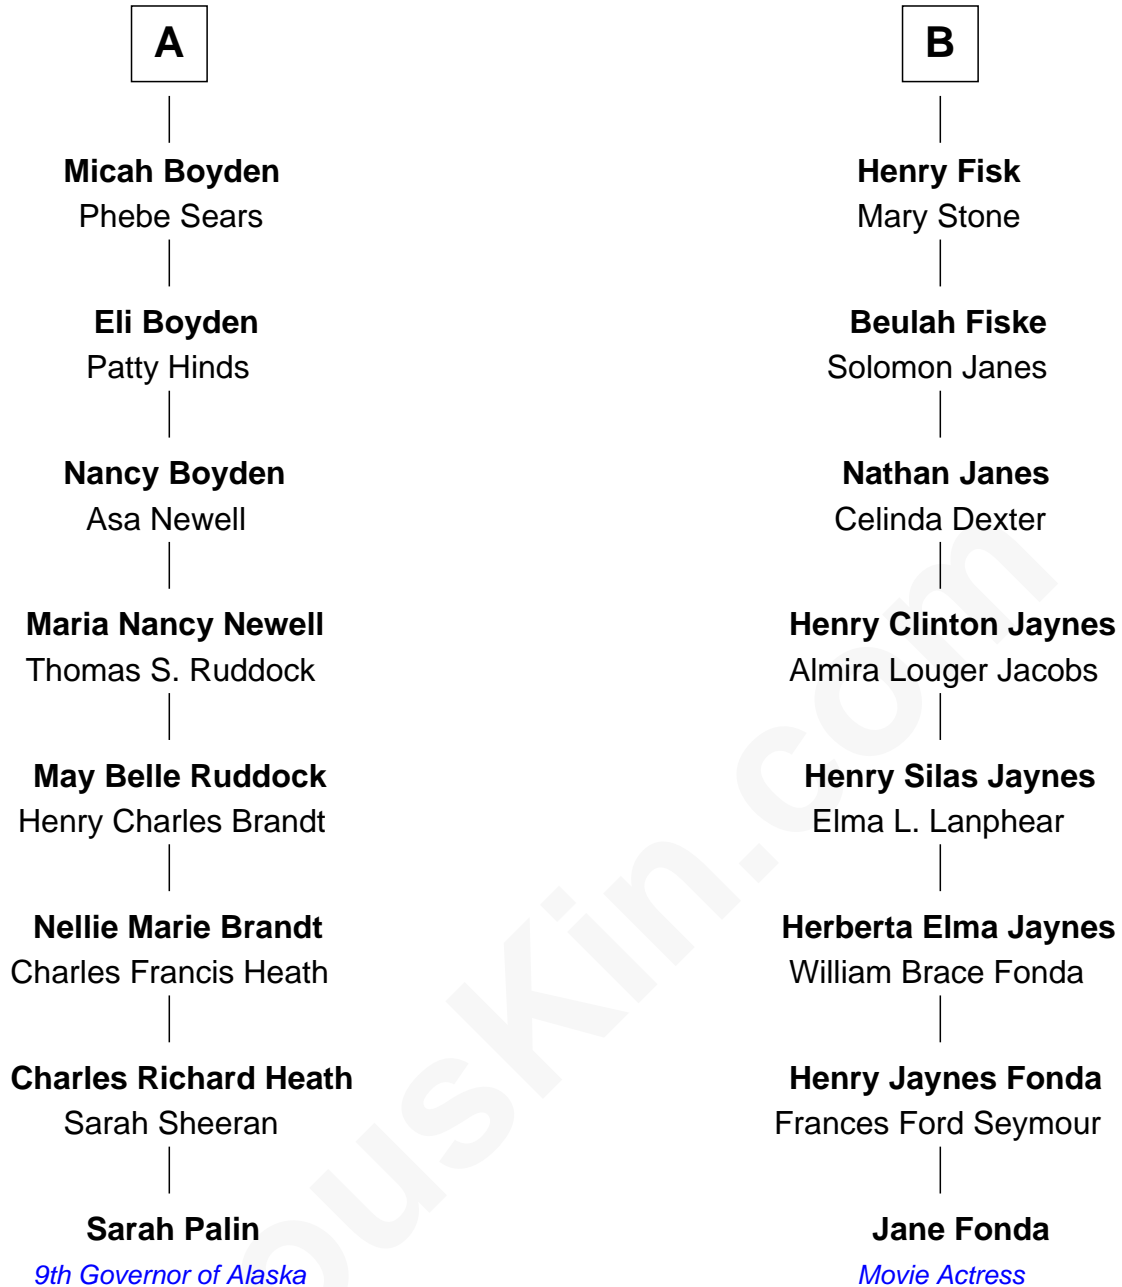 A
Micah Boyden
Phebe Sears
Eli Boyden
Patty Hinds
Nancy Boyden
Asa Newell
Maria Nancy Newell
Thomas S. Ruddock
May Belle Ruddock
Henry Charles Brandt
Nellie Marie Brandt
Charles Francis Heath
Charles Richard Heath
Sarah Sheeran
Sarah Palin
9th Governor of Alaska
B
Henry Fisk
Mary Stone
Beulah Fiske
Solomon Janes
Nathan Janes
Celinda Dexter
Henry Clinton Jaynes
Almira Louger Jacobs
Henry Silas Jaynes
Elma L. Lanphear
Herberta Elma Jaynes
William Brace Fonda
Henry Jaynes Fonda
Frances Ford Seymour
Jane Fonda
Movie Actress
ousKin.com